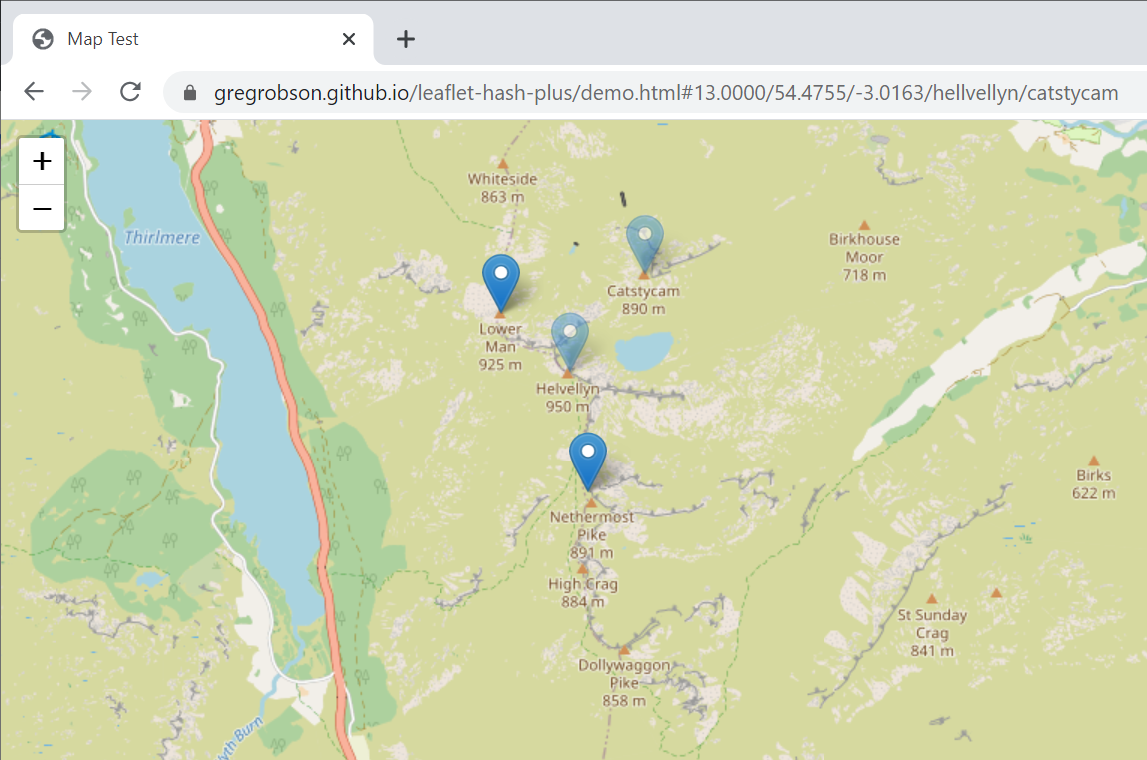 Map Test
gregrobson.github.io/leaflet-hash-plus/demo.html#13.0000/54.4755/-3.0163/hellvellyn/catstycam
+
−
Whiteside
863 m
Thirlmere
Birkhouse
Moor
718 m
Catstycam
890 m
Lower
Man
925 m
Helvellyn
950 m
Birks
622 m
Nethermost
Pike
891 m
High Crag
884 m
St Sunday
Crag
841 m
Dollywaggon
Pike
858 m
Burn